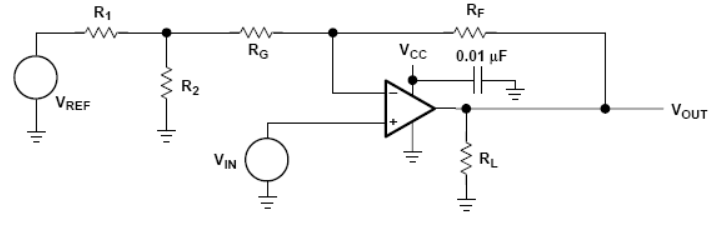 R1
RF
RG
VCC
0.01 μF
R2
VREF
VOUT
VIN
RL
−
+